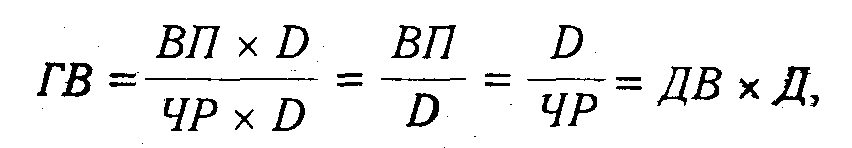 ГВ = ВП × D / ЧР × D = ВП / D = D / ЧР = ДВ × Д,